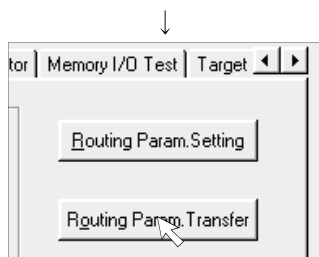 ↓
tor Memory I/O Test Target
Routing Param.Setting
Routing Param.Transfer